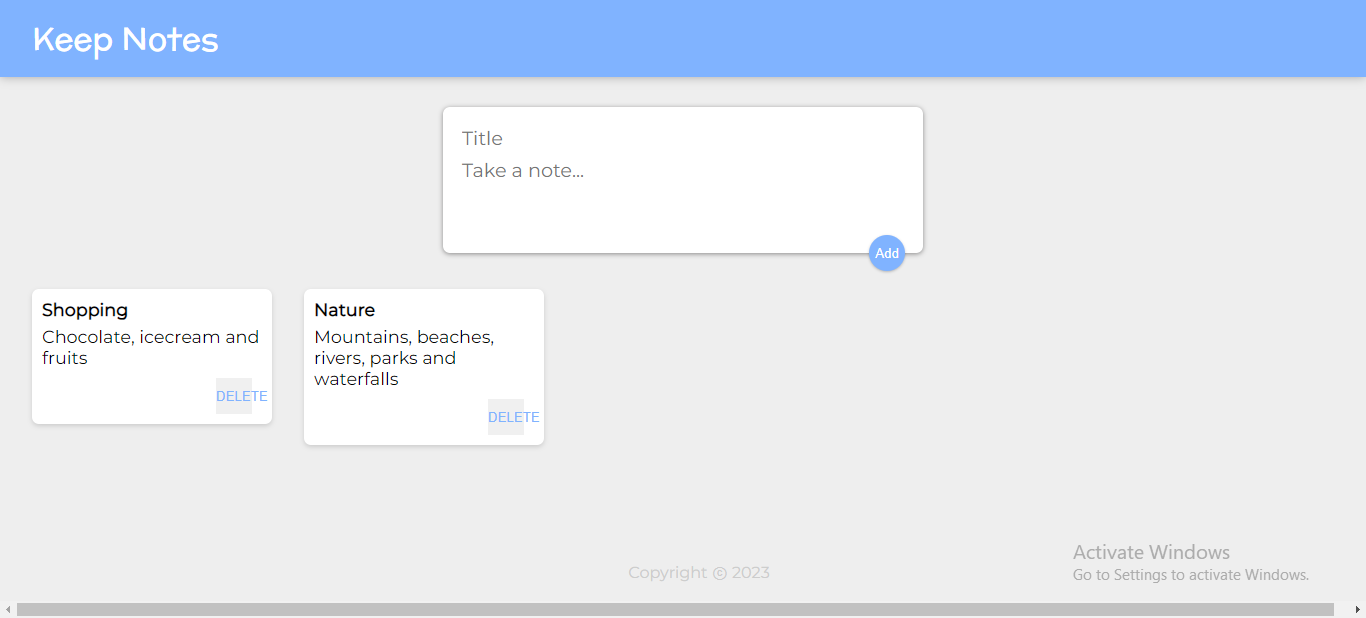 Keep Notes
Title
Take a note...
Add
Shopping
Chocolate, icecream and
fruits
DELETE
Nature
Mountains, beaches,
rivers, parks and
waterfalls
DELETE
Copyright ⓒ 2023
Activate Windows
Go to Settings to activate Windows.